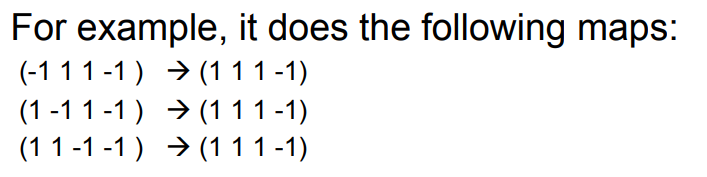 For example, it does the following maps:
(-1 1 1 -1 ) → (1 1 1 -1)
(1 -1 1 -1 ) → (1 1 1 -1)
(1 1 -1 -1 ) → (1 1 1 -1)